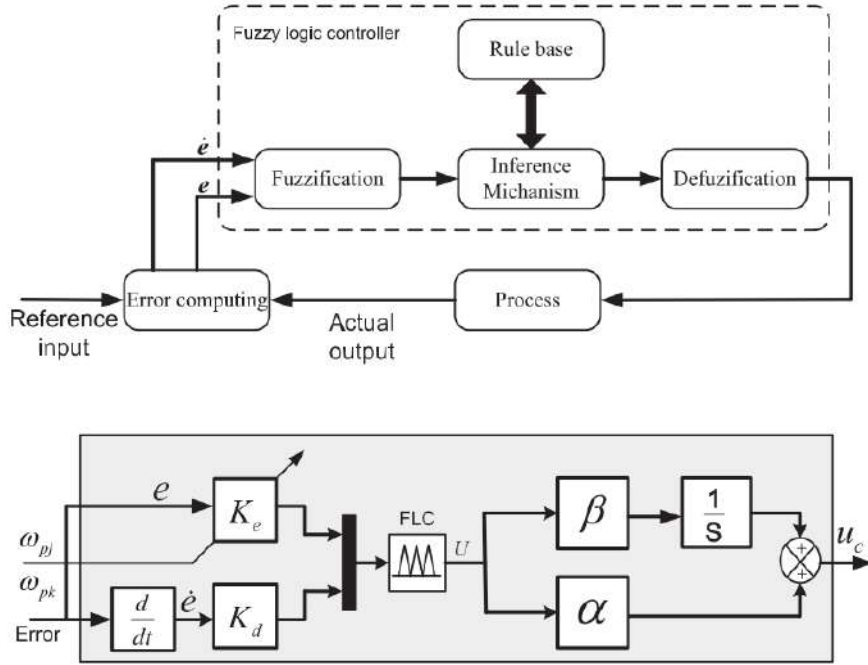 Fuzzy logic controller
Rule base
ė
e
Fuzzification
Inference
Michanism
Defuzification
Error computing
Process
Reference
input
Actual
output
e
K_e
FLC
β
1
S
u_c
ω_pj
ω_pk
U
+
+
Error
d
dt
ė
K_d
α